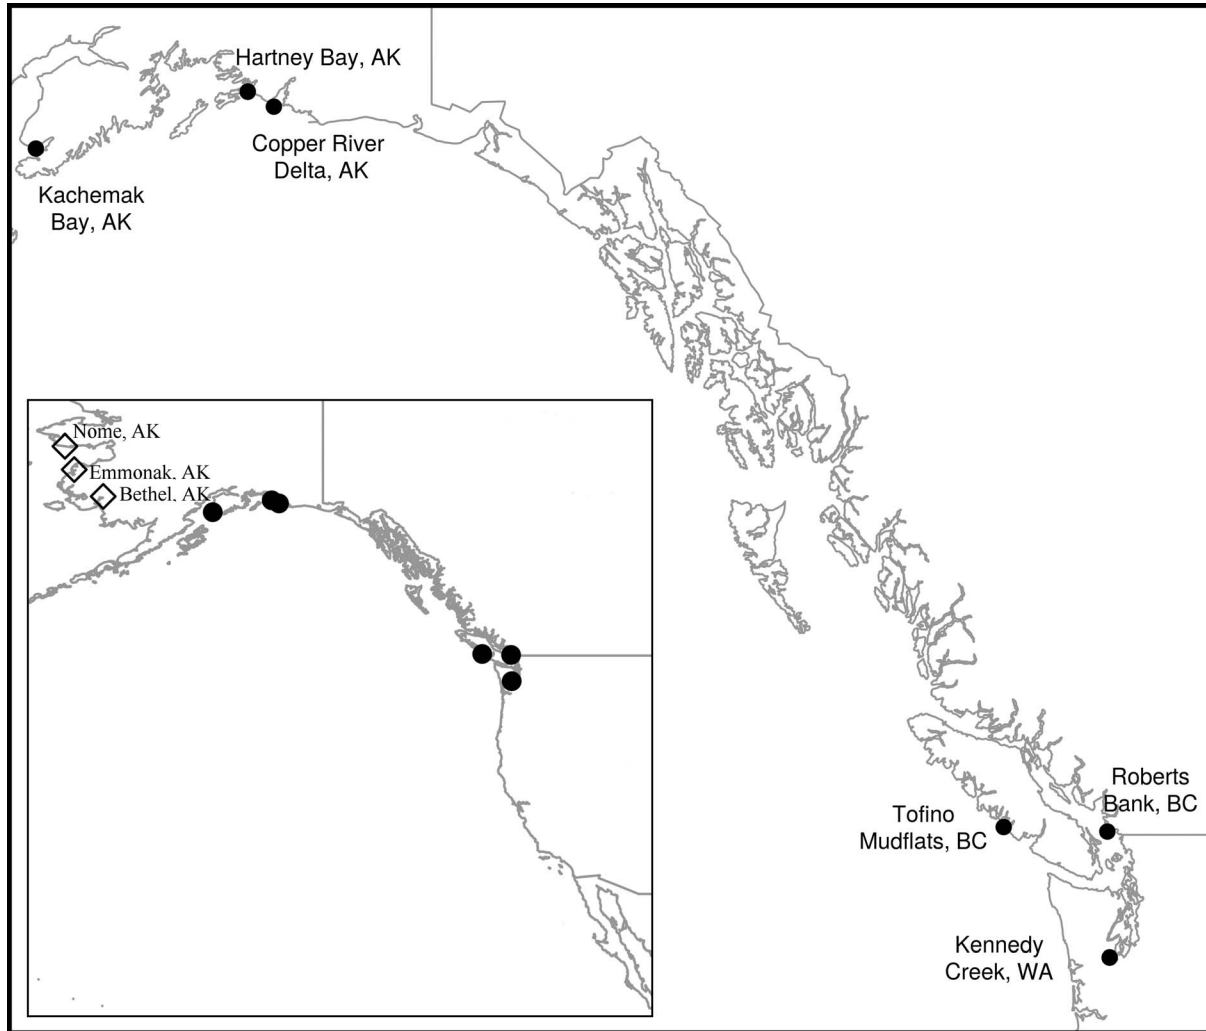 Hartney Bay, AK
Copper River
Delta, AK
Kachemak
Bay, AK
Nome, AK
Emmonak, AK
Bethel, AK
Roberts
Bank, BC
Tofino
Mudflats, BC
Kennedy
Creek, WA